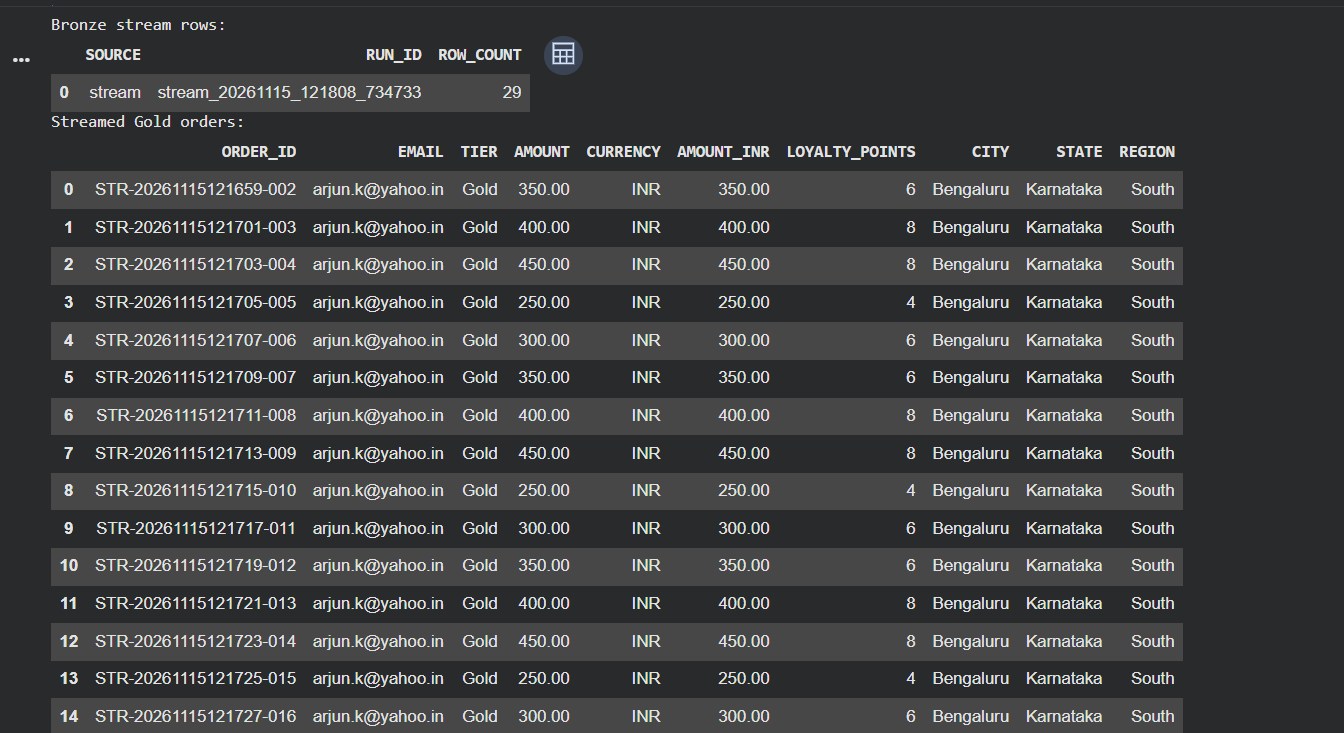 Bronze stream rows:
SOURCE RUN_ID ROW_COUNT
0 stream stream_20261115_121808_734733 29
Streamed Gold orders:
ORDER_ID EMAIL TIER AMOUNT CURRENCY AMOUNT_INR LOYALTY_POINTS CITY STATE REGION
0 STR-20261115121659-002 arjun.k@yahoo.in Gold 350.00 INR 350.00 6 Bengaluru Karnataka South
1 STR-20261115121701-003 arjun.k@yahoo.in Gold 400.00 INR 400.00 8 Bengaluru Karnataka South
2 STR-20261115121703-004 arjun.k@yahoo.in Gold 450.00 INR 450.00 8 Bengaluru Karnataka South
3 STR-20261115121705-005 arjun.k@yahoo.in Gold 250.00 INR 250.00 4 Bengaluru Karnataka South
4 STR-20261115121707-006 arjun.k@yahoo.in Gold 300.00 INR 300.00 6 Bengaluru Karnataka South
5 STR-20261115121709-007 arjun.k@yahoo.in Gold 350.00 INR 350.00 6 Bengaluru Karnataka South
6 STR-20261115121711-008 arjun.k@yahoo.in Gold 400.00 INR 400.00 8 Bengaluru Karnataka South
7 STR-20261115121713-009 arjun.k@yahoo.in Gold 450.00 INR 450.00 8 Bengaluru Karnataka South
8 STR-20261115121715-010 arjun.k@yahoo.in Gold 250.00 INR 250.00 4 Bengaluru Karnataka South
9 STR-20261115121717-011 arjun.k@yahoo.in Gold 300.00 INR 300.00 6 Bengaluru Karnataka South
10 STR-20261115121719-012 arjun.k@yahoo.in Gold 350.00 INR 350.00 6 Bengaluru Karnataka South
11 STR-20261115121721-013 arjun.k@yahoo.in Gold 400.00 INR 400.00 8 Bengaluru Karnataka South
12 STR-20261115121723-014 arjun.k@yahoo.in Gold 450.00 INR 450.00 8 Bengaluru Karnataka South
13 STR-20261115121725-015 arjun.k@yahoo.in Gold 250.00 INR 250.00 4 Bengaluru Karnataka South
14 STR-20261115121727-016 arjun.k@yahoo.in Gold 300.00 INR 300.00 6 Bengaluru Karnataka South